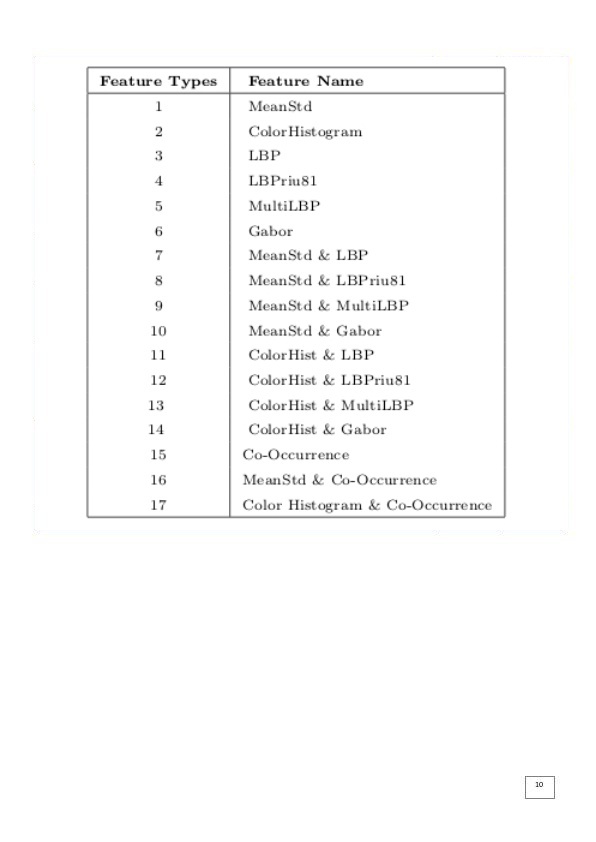 Feature Types Feature Name
1 MeanStd
2 ColorHistogram
3 LBP
4 LBPriu81
5 MultiLBP
6 Gabor
7 MeanStd & LBP
8 MeanStd & LBPriu81
9 MeanStd & MultiLBP
10 MeanStd & Gabor
11 ColorHist & LBP
12 ColorHist & LBPriu81
13 ColorHist & MultiLBP
14 ColorHist & Gabor
15 Co-Occurrence
16 MeanStd & Co-Occurrence
17 Color Histogram & Co-Occurrence
10